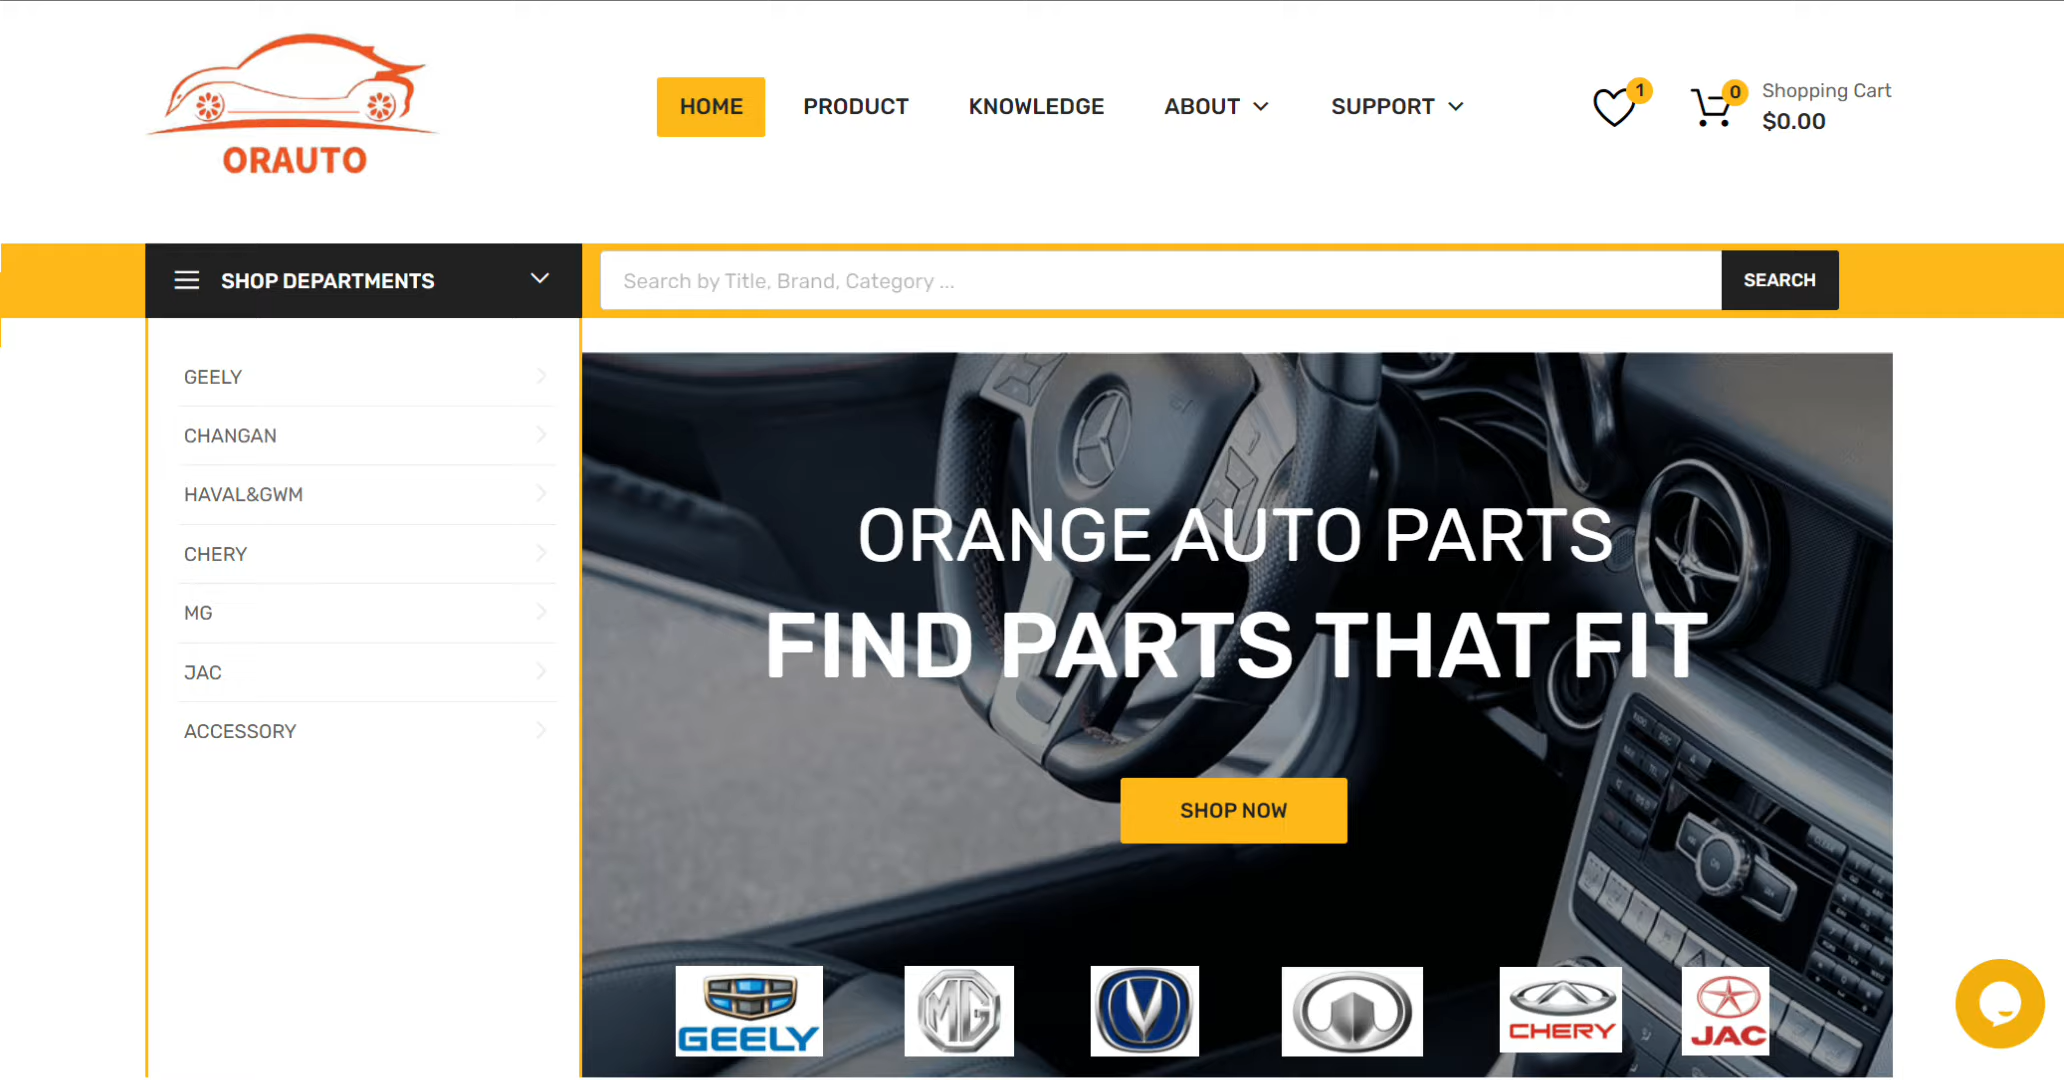 ORAUTO
HOME
PRODUCT
KNOWLEDGE
ABOUT
SUPPORT
1
0
Shopping Cart
$0.00
SHOP DEPARTMENTS
Search by Title, Brand, Category ...
SEARCH
GEELY
CHANGAN
HAVAL&GWM
CHERY
MG
JAC
ACCESSORY
ORANGE AUTO PARTS
FIND PARTS THAT FIT
SHOP NOW
GEELY
MG
CHERY
JAC